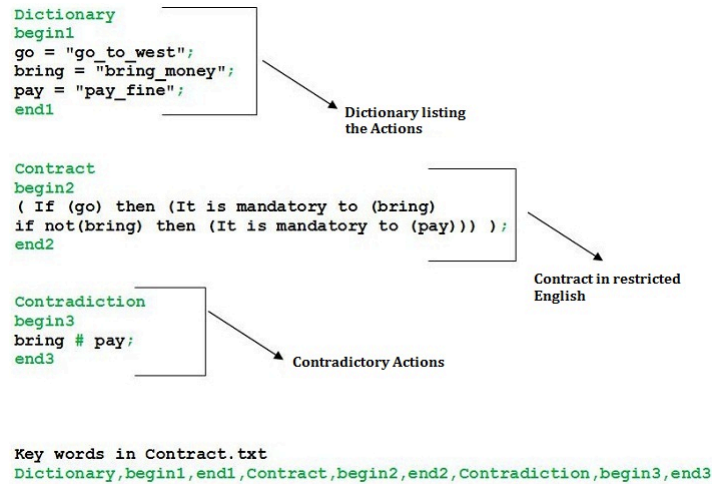 Dictionary
begin1
go = "go_to_west";
bring = "bring_money";
pay = "pay_fine";
end1
Dictionary listing
the Actions
Contract
begin2
( If (go) then (It is mandatory to (bring)
if not(bring) then (It is mandatory to (pay))) );
end2
Contract in restricted
English
Contradiction
begin3
bring # pay;
end3
Contradictory Actions
Key words in Contract.txt
Dictionary,begin1,end1,Contract,begin2,end2,Contradiction,begin3,end3